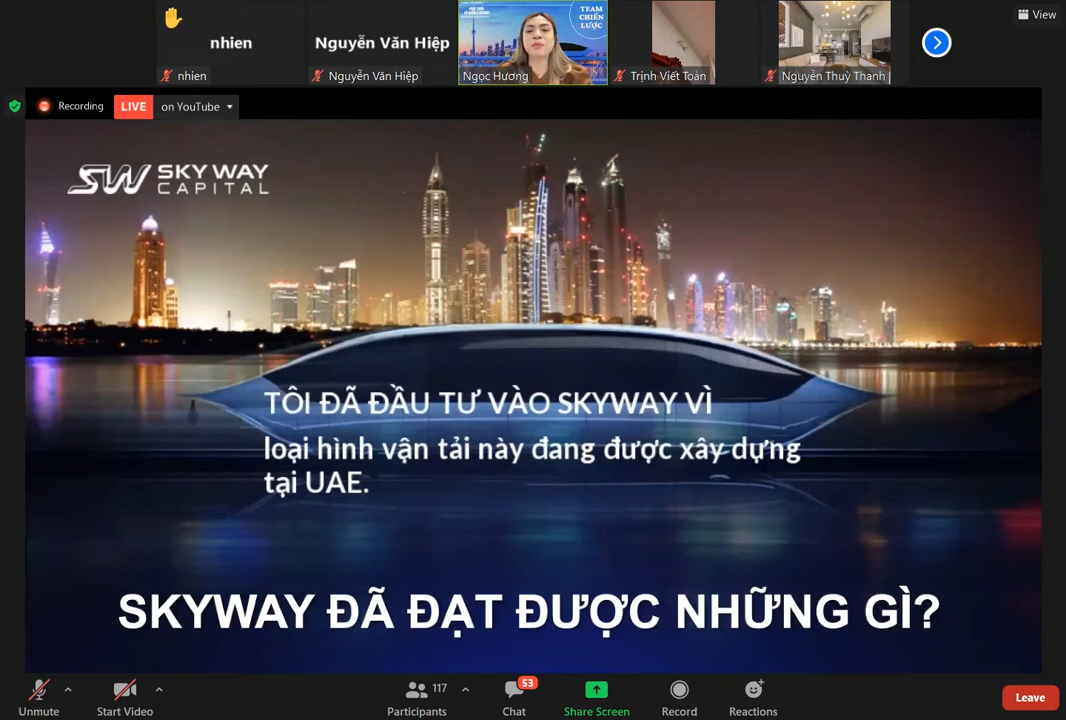 View
nhien
Nguyễn Văn Hiệp
TEAM
CHIẾN
LƯỢC
nhien
Nguyễn Văn Hiệp
Ngọc Hương
Trịnh Viết Toàn
Nguyễn Thuỳ Thanh
Recording
LIVE
on YouTube
SW SKY WAY
CAPITAL
TÔI ĐÃ ĐẦU TƯ VÀO SKYWAY VÌ
loại hình vận tải này đang được xây dựng
tại UAE.
SKYWAY ĐÃ ĐẠT ĐƯỢC NHỮNG GÌ?
117
53
Unmute
Start Video
Participants
Chat
Share Screen
Record
Reactions
Leave